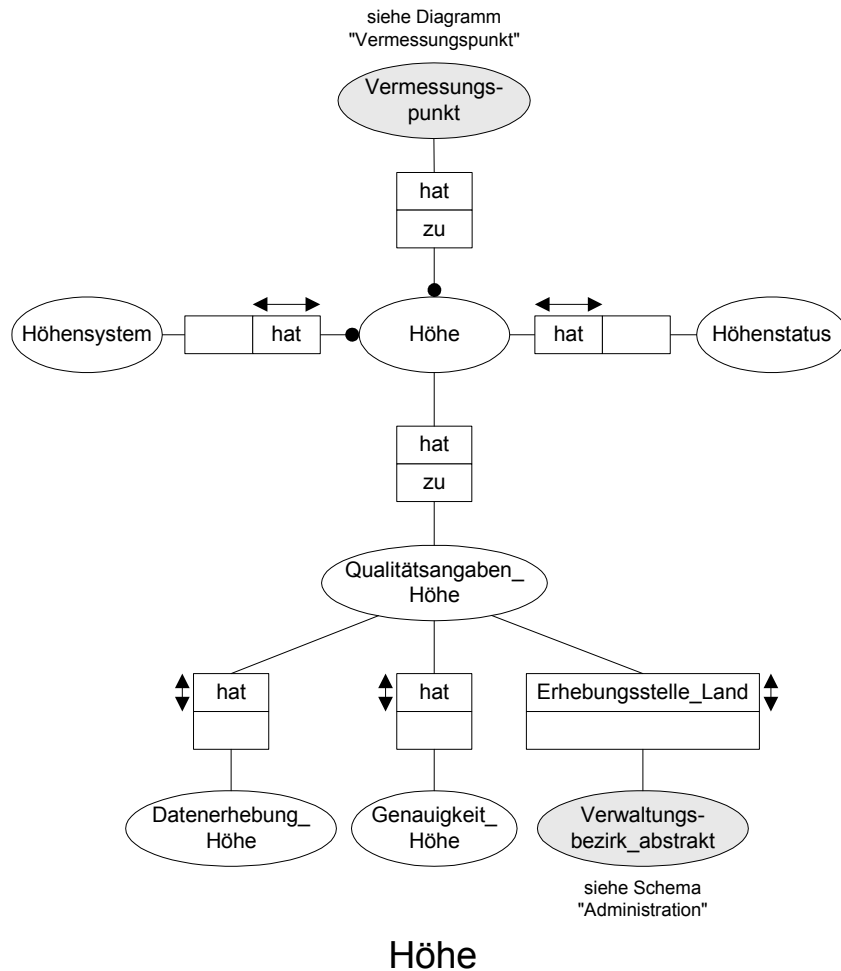 siehe Diagramm
"Vermessungspunkt"
Vermessungs-
punkt
hat
zu
Höhensystem
hat
Höhe
hat
Höhenstatus
hat
zu
Qualitätsangaben_
Höhe
hat
hat
Erhebungsstelle_Land
Datenerhebung_
Höhe
Genauigkeit_
Höhe
Verwaltungs-
bezirk_abstrakt
siehe Schema
"Administration"
Höhe